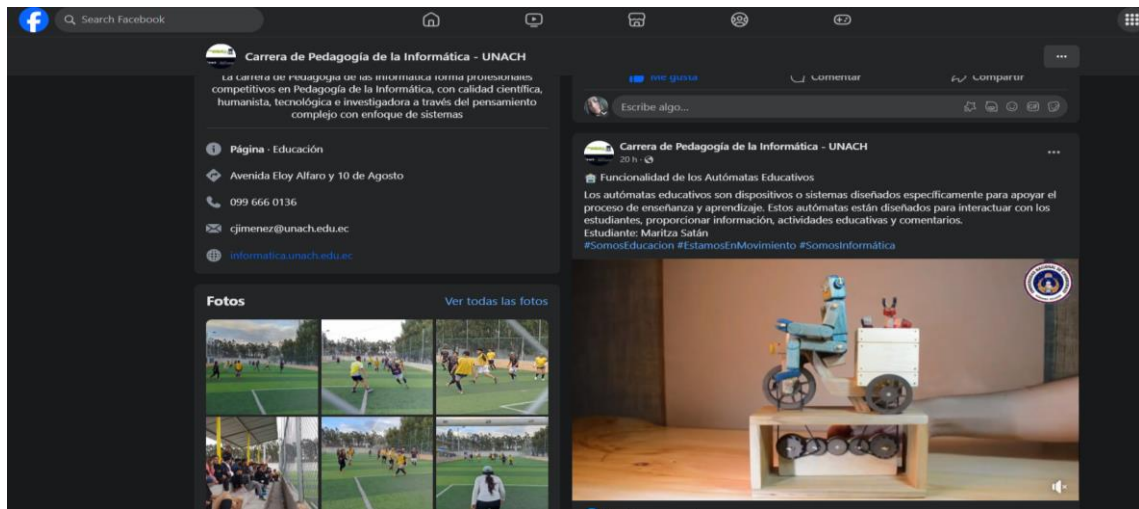 Search Facebook
Carrera de Pedagogía de la Informática - UNACH
La carrera de Pedagogía de las Informática forma profesionales
competitivos en Pedagogía de la Informática, con calidad científica,
humanista, tecnológica e investigadora a través del pensamiento
complejo con enfoque de sistemas
Página · Educación
Avenida Eloy Alfaro y 10 de Agosto
099 666 0136
cjimenez@unach.edu.ec
informatica.unach.edu.ec
Fotos
Ver todas las fotos
Me gusta
Comentar
Compartir
Escribe algo...
Carrera de Pedagogía de la Informática - UNACH
20 h
Funcionalidad de los Autómatas Educativos
Los autómatas educativos son dispositivos o sistemas diseñados específicamente para apoyar el
proceso de enseñanza y aprendizaje. Estos autómatas están diseñados para interactuar con los
estudiantes, proporcionar información, actividades educativas y comentarios.
Estudiante: Maritza Satán
#SomosEducacion #EstamosEnMovimiento #SomosInformática